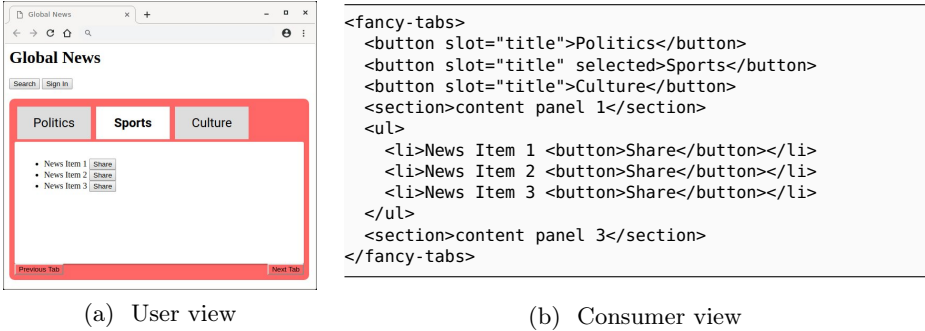 Global News
Global News
Search Sign In
Politics Sports Culture
News Item 1 Share
News Item 2 Share
News Item 3 Share
Previous Tab Next Tab
(a) User view
<fancy-tabs>
<button slot="title">Politics</button>
<button slot="title" selected>Sports</button>
<button slot="title">Culture</button>
<section>content panel 1</section>
<ul>
<li>News Item 1 <button>Share</button></li>
<li>News Item 2 <button>Share</button></li>
<li>News Item 3 <button>Share</button></li>
</ul>
<section>content panel 3</section>
</fancy-tabs>
(b) Consumer view